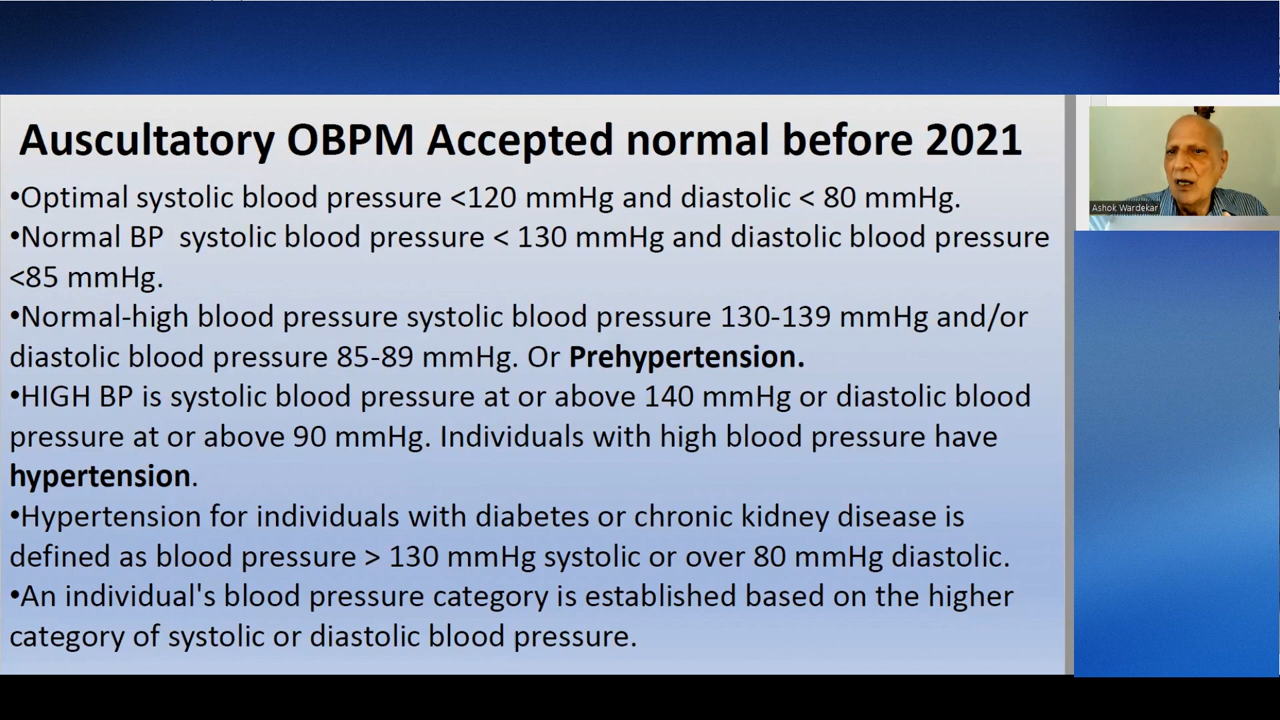 Auscultatory OBPM Accepted normal before 2021
•Optimal systolic blood pressure <120 mmHg and diastolic < 80 mmHg.
•Normal BP  systolic blood pressure < 130 mmHg and diastolic blood pressure
<85 mmHg.
•Normal-high blood pressure systolic blood pressure 130-139 mmHg and/or
diastolic blood pressure 85-89 mmHg. Or Prehypertension.
•HIGH BP is systolic blood pressure at or above 140 mmHg or diastolic blood
pressure at or above 90 mmHg. Individuals with high blood pressure have
hypertension.
•Hypertension for individuals with diabetes or chronic kidney disease is
defined as blood pressure > 130 mmHg systolic or over 80 mmHg diastolic.
•An individual's blood pressure category is established based on the higher
category of systolic or diastolic blood pressure.
Ashok Wardekar